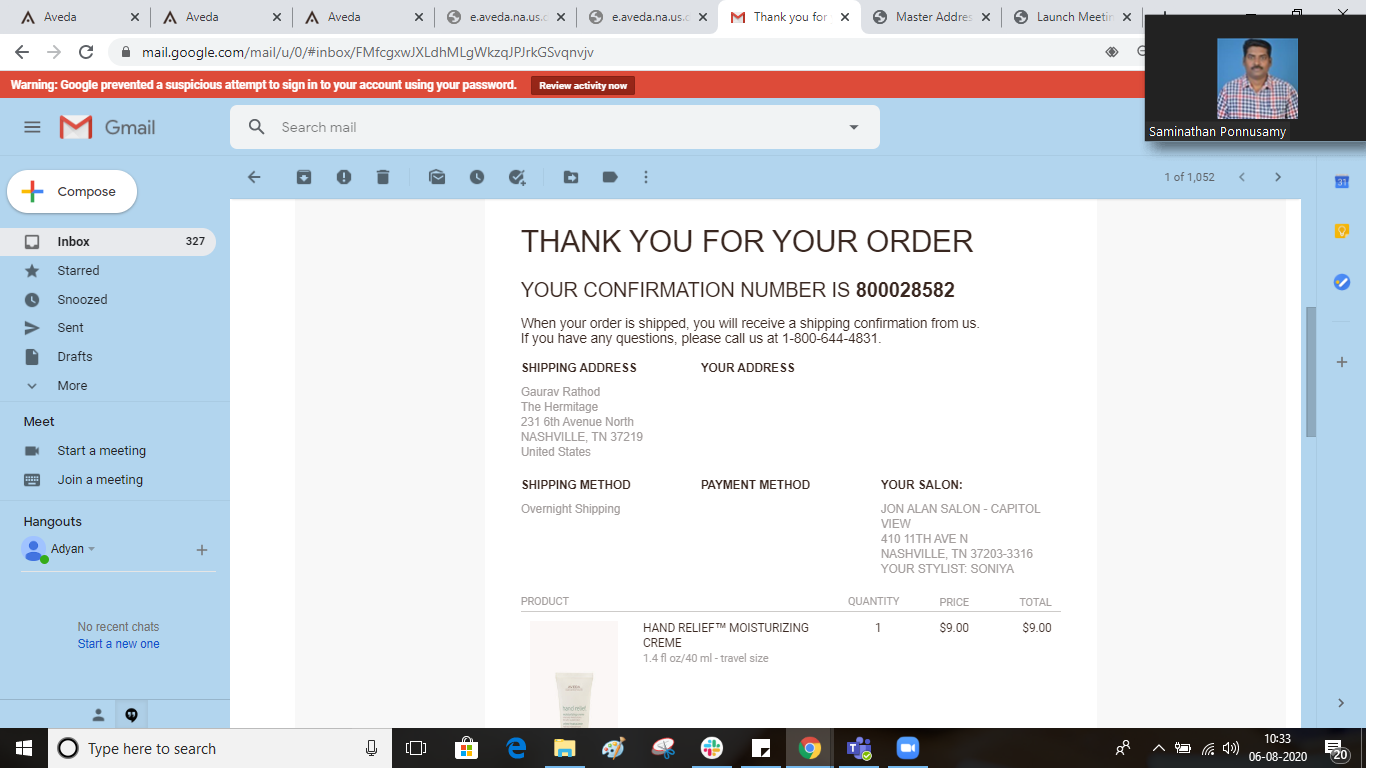 Aveda
Aveda
Aveda
e.aveda.na.us.
e.aveda.na.us.
Thank you for
Master Addres
Launch Meetin
mail.google.com/mail/u/0/#inbox/FMfcgxwJXLdhMLgWkzqJPJrkGSvqnvjv
Warning: Google prevented a suspicious attempt to sign in to your account using your password.
Review activity now
Saminathan Ponnusamy
Gmail
Search mail
Compose
1 of 1,052
31
Inbox 327
Starred
Snoozed
Sent
Drafts
More
Meet
Start a meeting
Join a meeting
Hangouts
Adyan
No recent chats
Start a new one
THANK YOU FOR YOUR ORDER
YOUR CONFIRMATION NUMBER IS 800028582
When your order is shipped, you will receive a shipping confirmation from us.
If you have any questions, please call us at 1-800-644-4831.
SHIPPING ADDRESS
Gaurav Rathod
The Hermitage
231 6th Avenue North
NASHVILLE, TN 37219
United States
YOUR ADDRESS
SHIPPING METHOD
Overnight Shipping
PAYMENT METHOD
YOUR SALON:
JON ALAN SALON - CAPITOL
VIEW
410 11TH AVE N
NASHVILLE, TN 37203-3316
YOUR STYLIST: SONIYA
PRODUCT QUANTITY PRICE TOTAL
HAND RELIEF™ MOISTURIZING 1 $9.00 $9.00
CREME
1.4 fl oz/40 ml - travel size
AVEDA
hand relief
Type here to search
10:33
06-08-2020
20